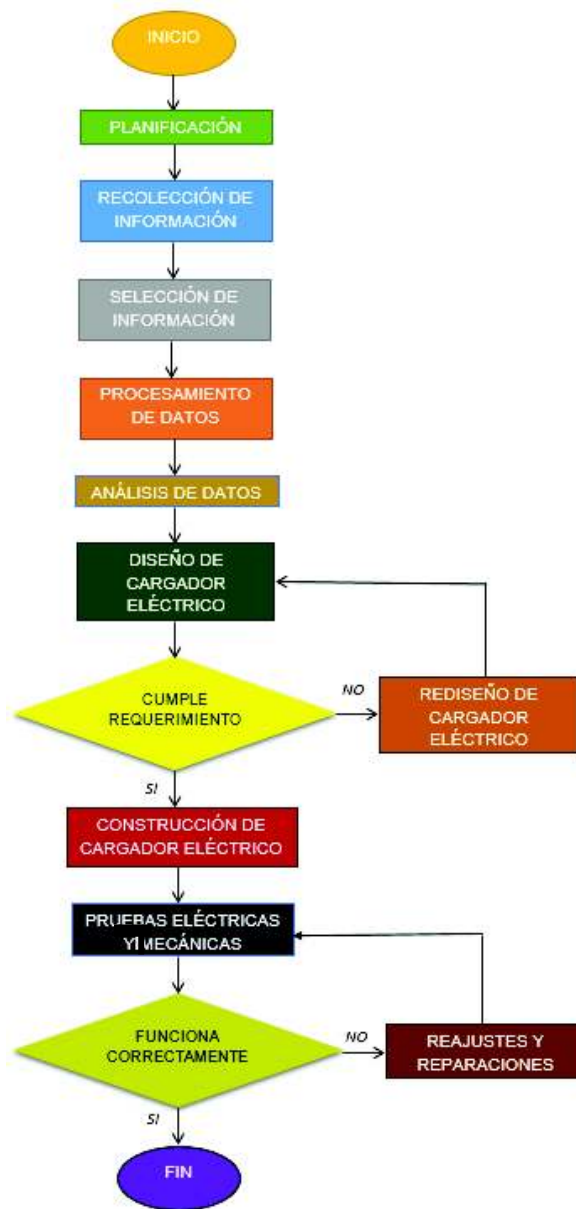 INICIO
PLANIFICACIÓN
RECOLECCIÓN DE
INFORMACIÓN
SELECCIÓN DE
INFORMACIÓN
PROCESAMIENTO
DE DATOS
ANÁLISIS DE DATOS
DISEÑO DE
CARGADOR
ELÉCTRICO
CUMPLE
REQUERIMIENTO
NO
REDISEÑO DE
CARGADOR
ELÉCTRICO
SI
CONSTRUCCIÓN DE
CARGADOR ELÉCTRICO
PRUEBAS ELÉCTRICAS
Y MECÁNICAS
FUNCIONA
CORRECTAMENTE
NO
REAJUSTES Y
REPARACIONES
SI
FIN